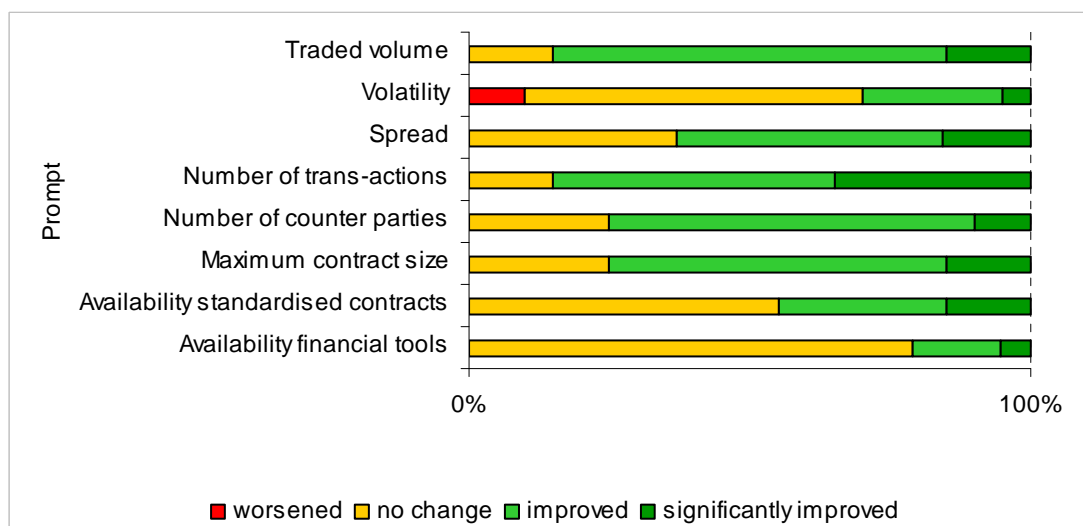 Traded volume
Volatility
Spread
Number of trans-actions
Number of counter parties
Maximum contract size
Availability standardised contracts
Availability financial tools
Prompt
0% 100%
worsened no change improved significantly improved